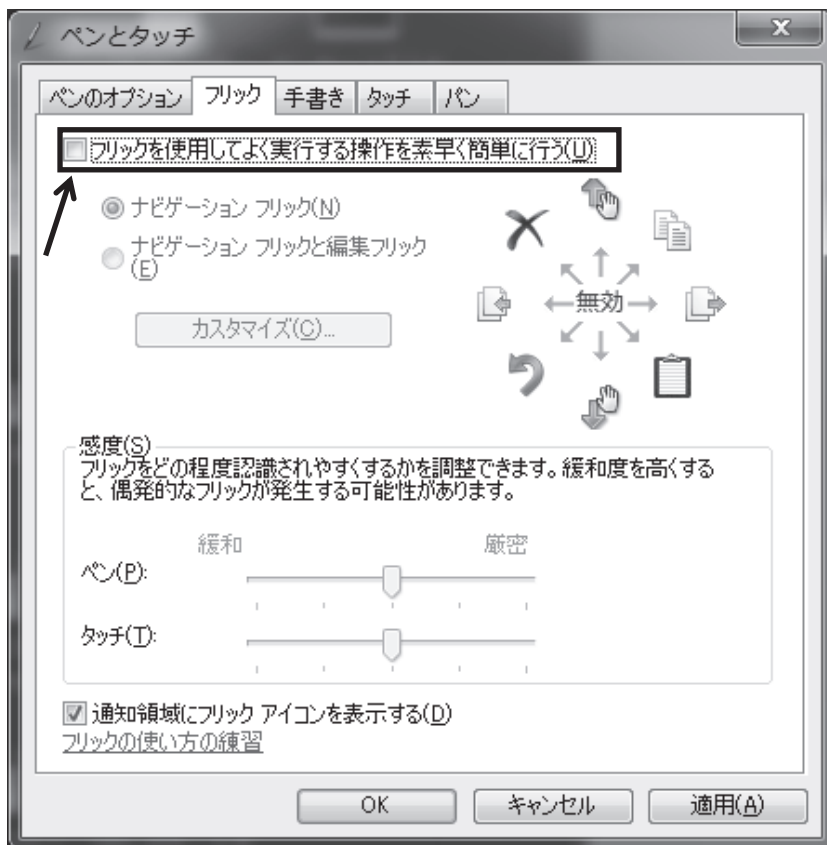 ペンとタッチ
ペンのオプション フリック 手書き タッチ パン
フリックを使用してよく実行する操作を素早く簡単に行う(U)
ナビゲーション フリック(N)
ナビゲーション フリックと編集フリック
(E)
カスタマイズ(C)...
無効
感度(S)
フリックをどの程度認識されやすくするかを調整できます。緩和度を高くする
と、偶発的なフリックが発生する可能性があります。
緩和 厳密
ペン(P):
タッチ(T):
通知領域にフリック アイコンを表示する(D)
フリックの使い方の練習
OK キャンセル 適用(A)